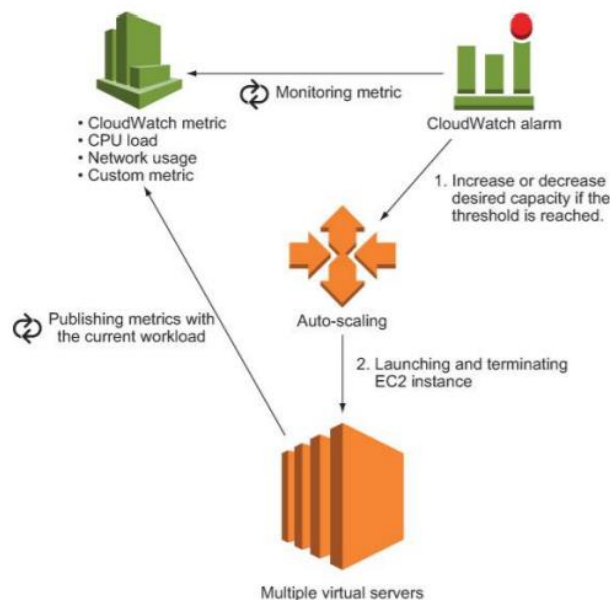 Monitoring metric
• CloudWatch metric
• CPU load
• Network usage
• Custom metric
CloudWatch alarm
1. Increase or decrease
desired capacity if the
threshold is reached.
Auto-scaling
Publishing metrics with
the current workload
2. Launching and terminating
EC2 instance
Multiple virtual servers